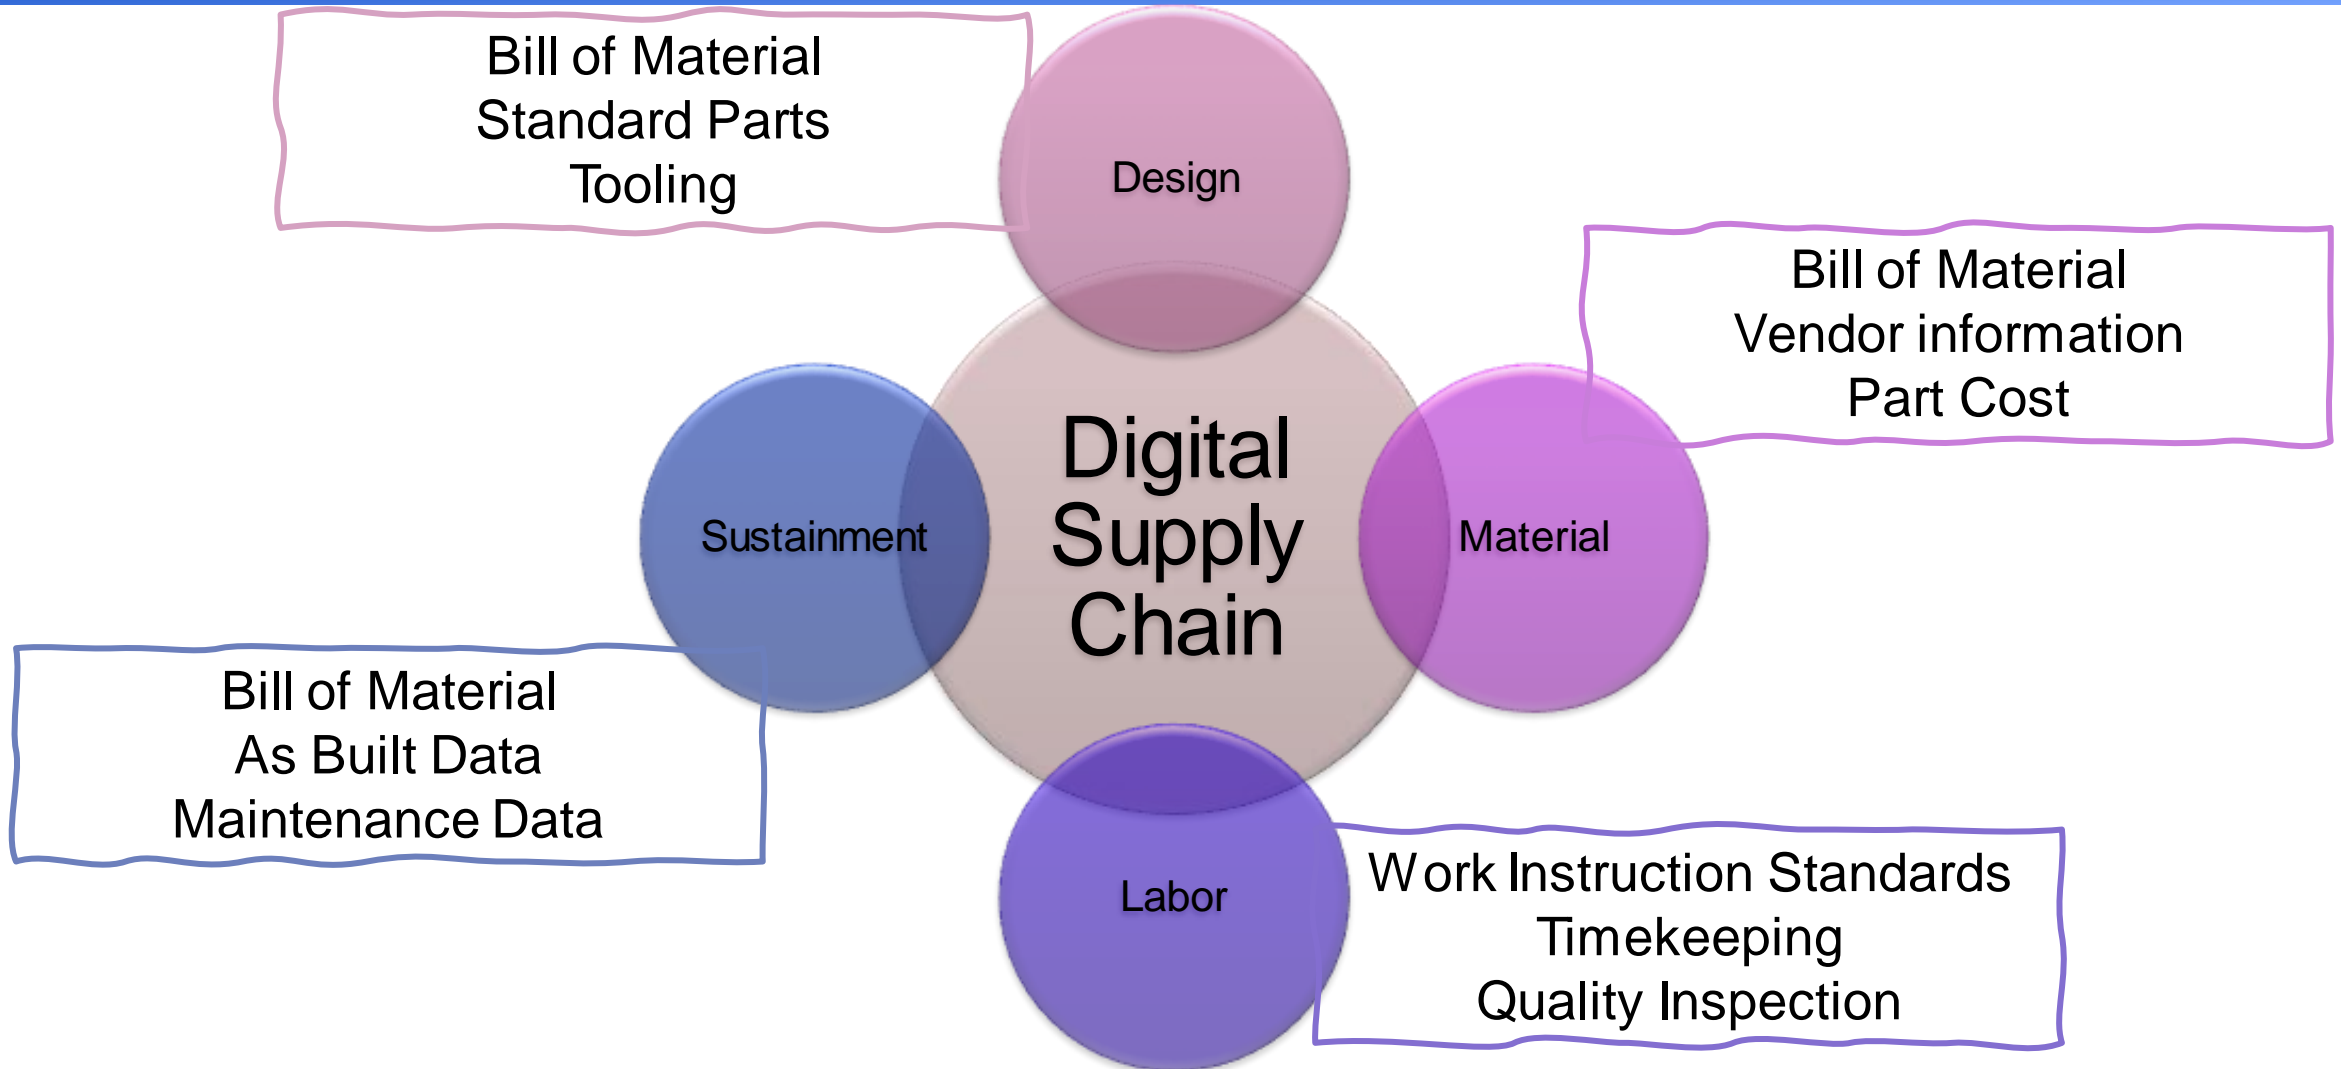 Bill of Material
Standard Parts
Tooling
Design
Bill of Material
Vendor information
Part Cost
Digital
Supply
Chain
Sustainment
Material
Bill of Material
As Built Data
Maintenance Data
Labor
Work Instruction Standards
Timekeeping
Quality Inspection